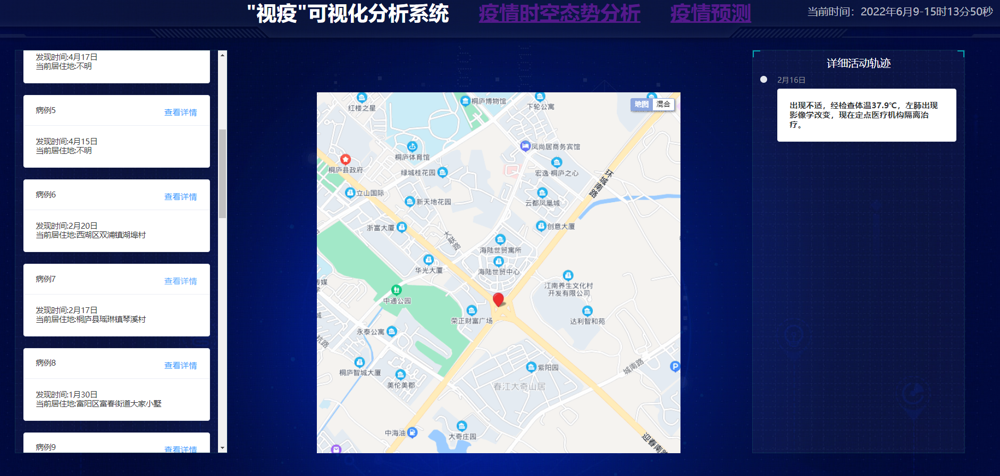 "视疫"可视化分析系统
疫情时空态势分析
疫情预测
当前时间：2022年6月9-15时13分50秒
发现时间:4月17日
当前居住地:不明
病例5
查看详情
发现时间:4月15日
当前居住地:不明
病例6
查看详情
发现时间:2月20日
当前居住地:西湖区双浦镇湖埠村
病例7
查看详情
发现时间:2月17日
当前居住地:桐庐县瑶琳镇琴溪村
病例8
查看详情
发现时间:1月30日
当前居住地:富阳区富春街道大家小墅
病例9
查看详情
红楼之星
桐庐博物馆
下轮公寓
地图
混合
桐庐体育馆
凤尚居商务宾馆
桐庐县政府
绿城桂花园
宏逸·桐庐之心
环城南路
立山国际
新天地花园
云都凤凰城
浙富大厦
大联路
创意大厦
海陆世贸寓所
华光大厦
海陆世贸中心
传媒
学
江南养生文化村
开发有限公司
中通公园
城
荣正财富广场
达利智和苑
永泰公寓
杭路
桐庐智城大厦
紫阳园
城南路
P
美伦美郡
春江大奇山居
中海油
大奇庄园
迎春南路
详细活动轨迹
2月16日
出现不适，经检查体温37.9℃，左肺出现
影像学改变，现在定点医疗机构隔离治
疗。